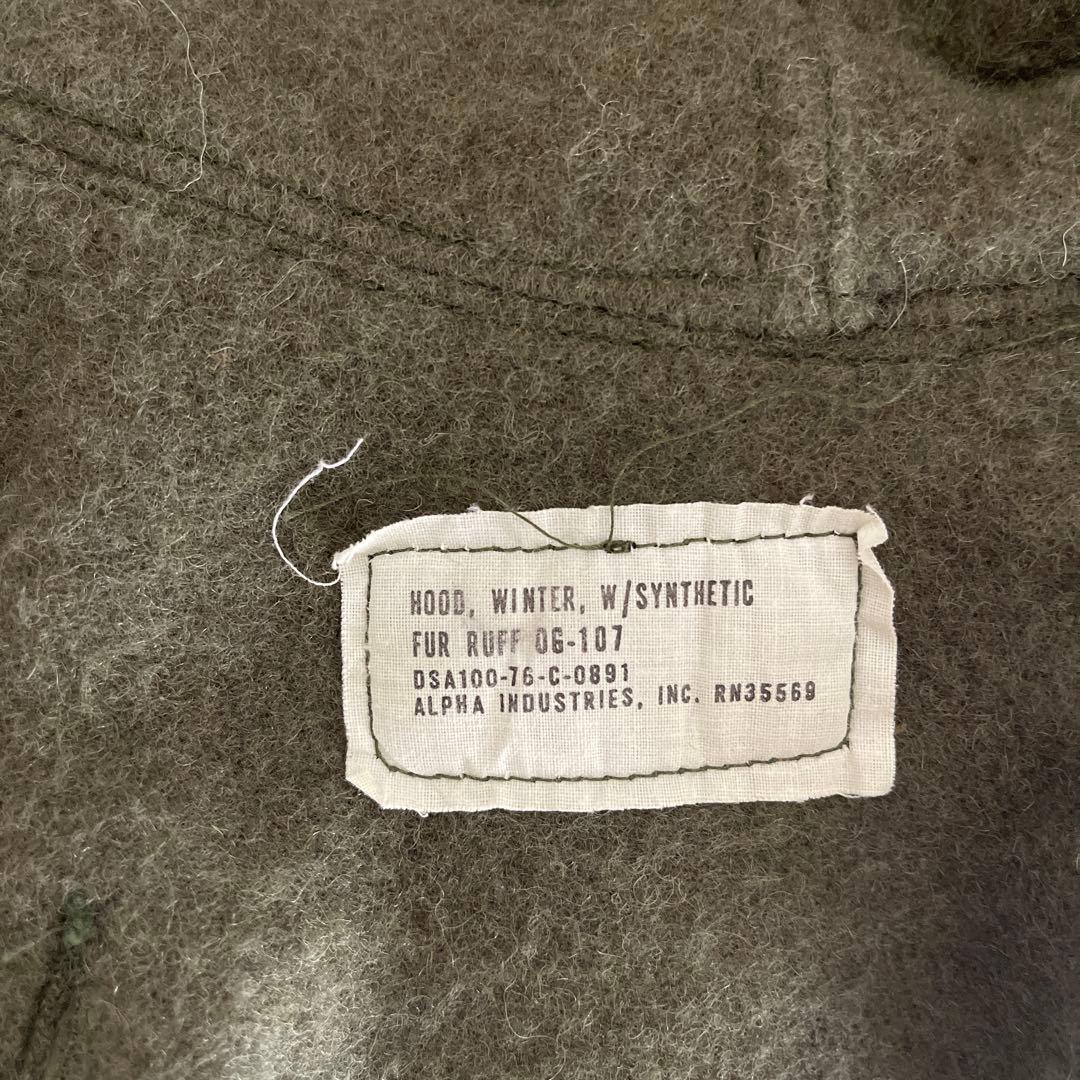 HOOD, WINTER, W/SYNTHETIC
FUR RUFF OG-107
DSA100-76-C-0891
ALPHA INDUSTRIES, INC. RN35569